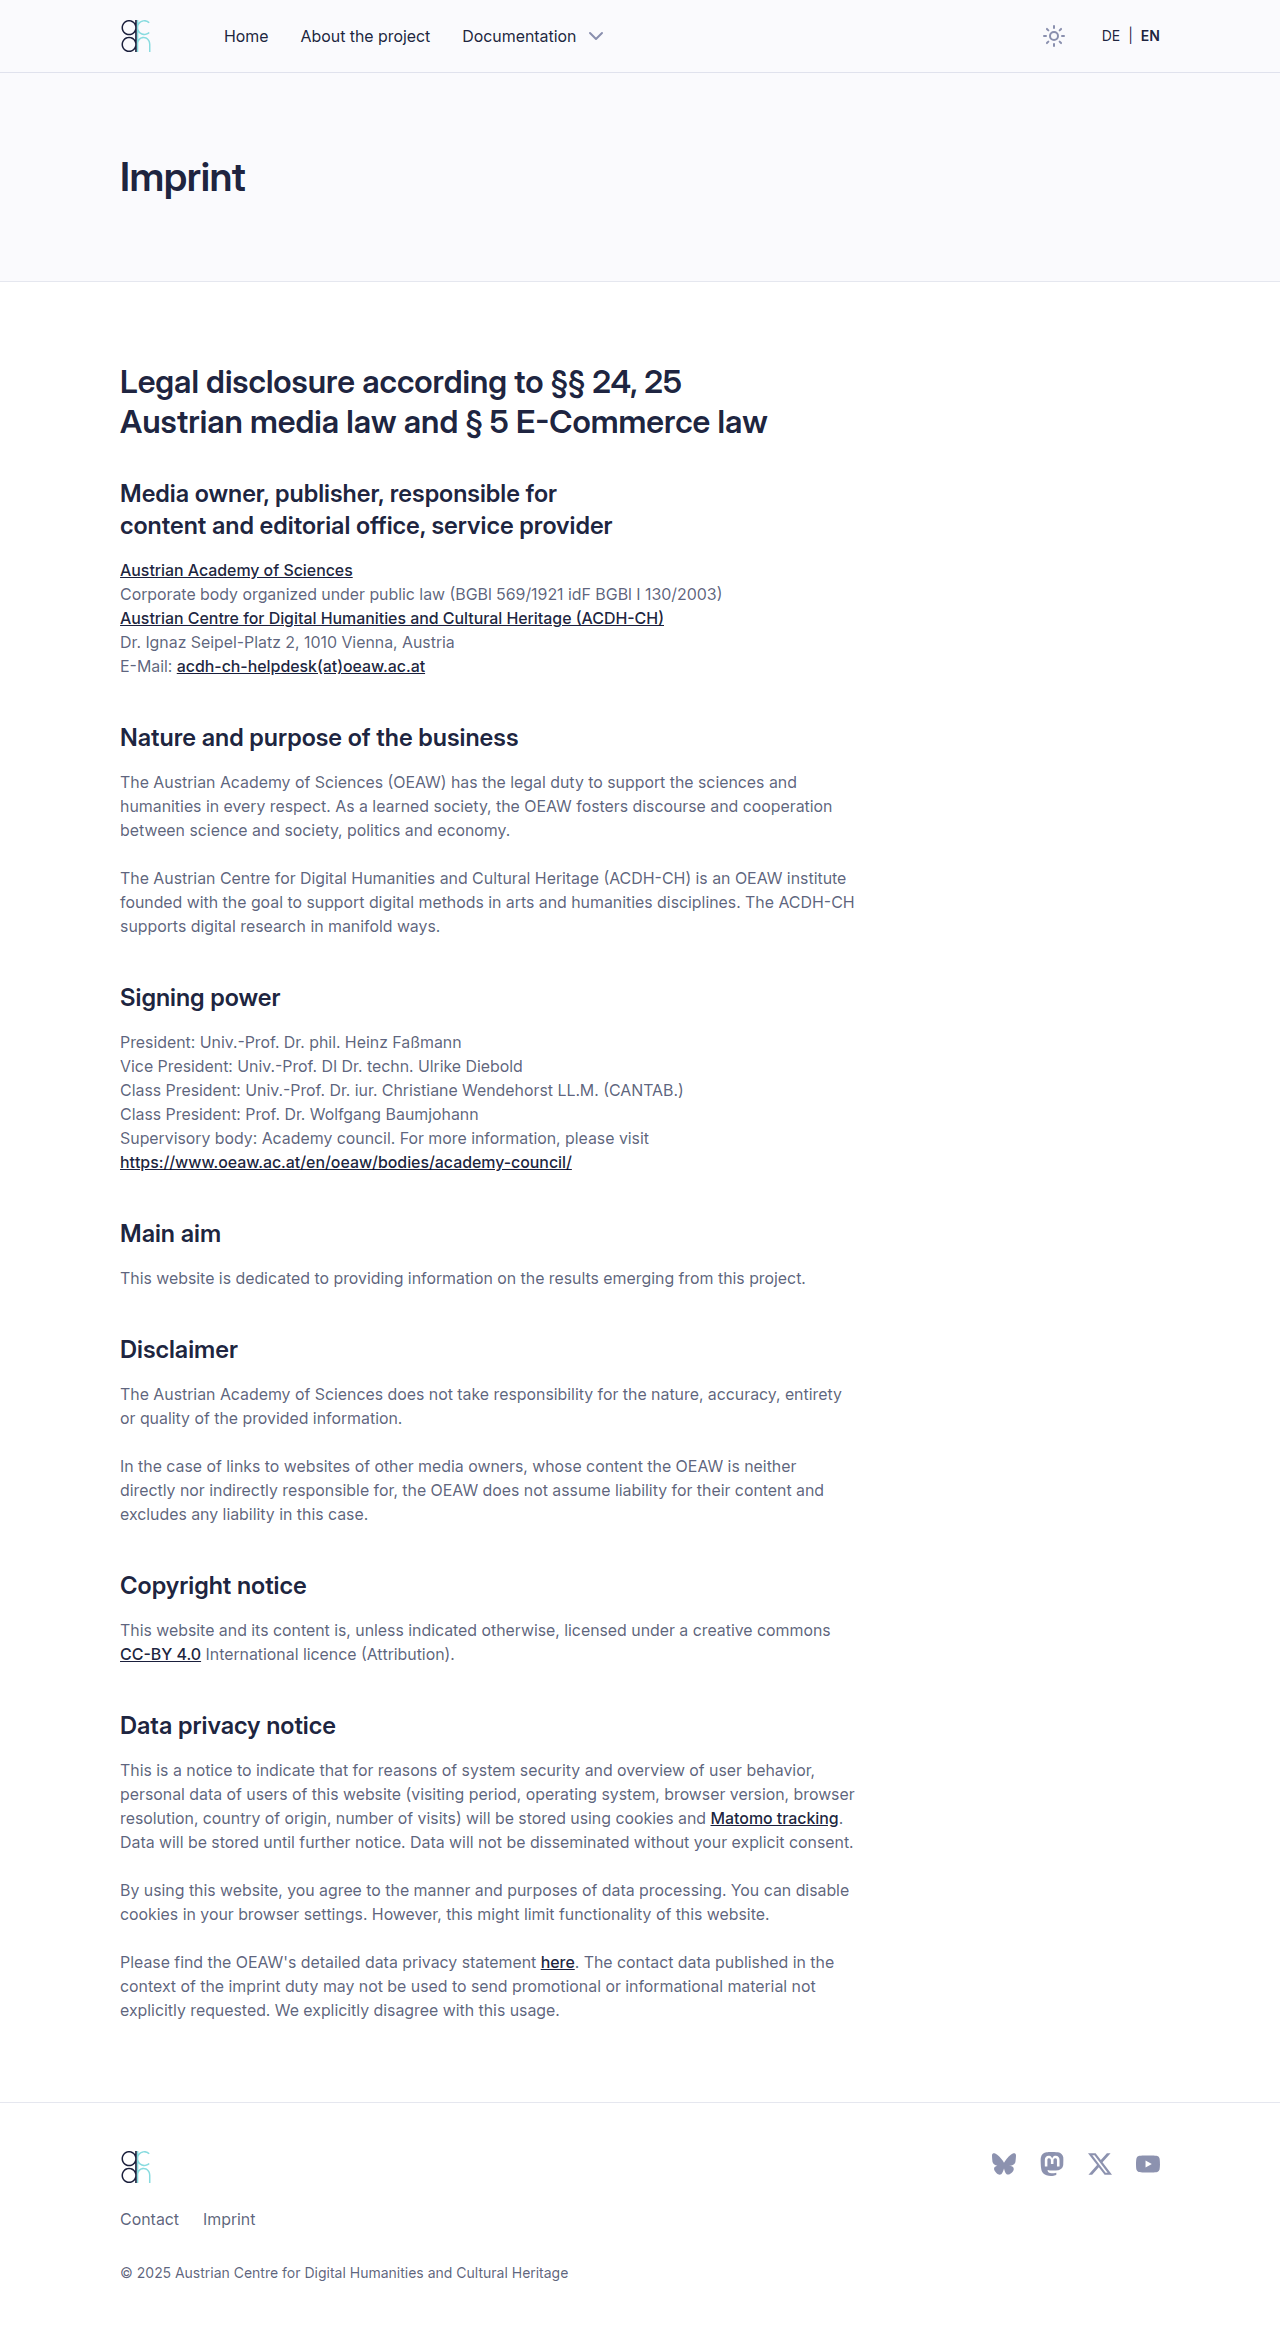 Home About the project Documentation DE | EN
Imprint
Legal disclosure according to §§ 24, 25
Austrian media law and § 5 E-Commerce law
Media owner, publisher, responsible for
content and editorial office, service provider
Austrian Academy of Sciences
Corporate body organized under public law (BGBl 569/1921 idF BGBl I 130/2003)
Austrian Centre for Digital Humanities and Cultural Heritage (ACDH-CH)
Dr. Ignaz Seipel-Platz 2, 1010 Vienna, Austria
E-Mail: acdh-ch-helpdesk(at)oeaw.ac.at
Nature and purpose of the business
The Austrian Academy of Sciences (OEAW) has the legal duty to support the sciences and
humanities in every respect. As a learned society, the OEAW fosters discourse and cooperation
between science and society, politics and economy.
The Austrian Centre for Digital Humanities and Cultural Heritage (ACDH-CH) is an OEAW institute
founded with the goal to support digital methods in arts and humanities disciplines. The ACDH-CH
supports digital research in manifold ways.
Signing power
President: Univ.-Prof. Dr. phil. Heinz Faßmann
Vice President: Univ.-Prof. DI Dr. techn. Ulrike Diebold
Class President: Univ.-Prof. Dr. iur. Christiane Wendehorst LL.M. (CANTAB.)
Class President: Prof. Dr. Wolfgang Baumjohann
Supervisory body: Academy council. For more information, please visit
https://www.oeaw.ac.at/en/oeaw/bodies/academy-council/
Main aim
This website is dedicated to providing information on the results emerging from this project.
Disclaimer
The Austrian Academy of Sciences does not take responsibility for the nature, accuracy, entirety
or quality of the provided information.
In the case of links to websites of other media owners, whose content the OEAW is neither
directly nor indirectly responsible for, the OEAW does not assume liability for their content and
excludes any liability in this case.
Copyright notice
This website and its content is, unless indicated otherwise, licensed under a creative commons
CC-BY 4.0 International licence (Attribution).
Data privacy notice
This is a notice to indicate that for reasons of system security and overview of user behavior,
personal data of users of this website (visiting period, operating system, browser version, browser
resolution, country of origin, number of visits) will be stored using cookies and Matomo tracking.
Data will be stored until further notice. Data will not be disseminated without your explicit consent.
By using this website, you agree to the manner and purposes of data processing. You can disable
cookies in your browser settings. However, this might limit functionality of this website.
Please find the OEAW's detailed data privacy statement here. The contact data published in the
context of the imprint duty may not be used to send promotional or informational material not
explicitly requested. We explicitly disagree with this usage.
Contact Imprint
© 2025 Austrian Centre for Digital Humanities and Cultural Heritage